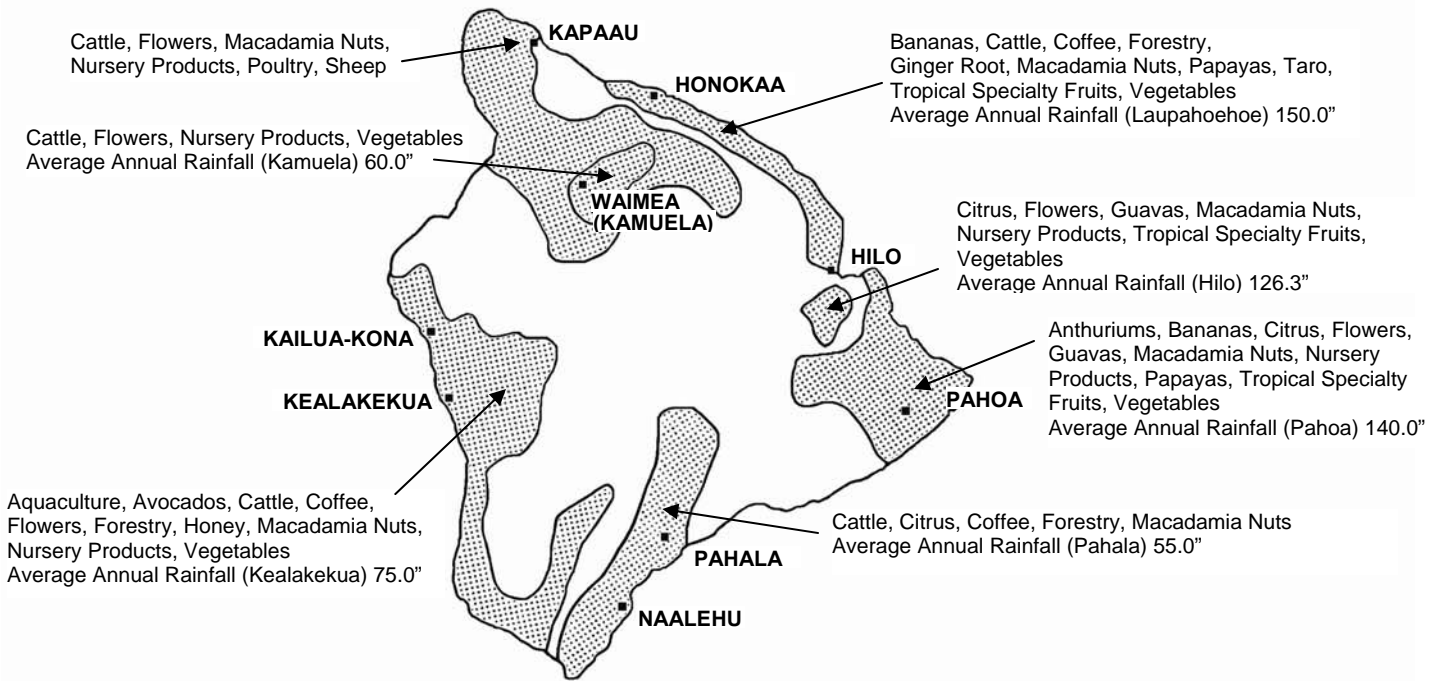 Cattle, Flowers, Macadamia Nuts,
Nursery Products, Poultry, Sheep
KAPAAU
Bananas, Cattle, Coffee, Forestry,
Ginger Root, Macadamia Nuts, Papayas, Taro,
Tropical Specialty Fruits, Vegetables
Average Annual Rainfall (Laupahoehoe) 150.0”
HONOKAA
Cattle, Flowers, Nursery Products, Vegetables
Average Annual Rainfall (Kamuela) 60.0”
WAIMEA
(KAMUELA)
Citrus, Flowers, Guavas, Macadamia Nuts,
Nursery Products, Tropical Specialty Fruits,
Vegetables
Average Annual Rainfall (Hilo) 126.3”
HILO
KAILUA-KONA
Anthuriums, Bananas, Citrus, Flowers,
Guavas, Macadamia Nuts, Nursery
Products, Papayas, Tropical Specialty
Fruits, Vegetables
Average Annual Rainfall (Pahoa) 140.0”
KEALAKEKUA
PAHOA
Aquaculture, Avocados, Cattle, Coffee,
Flowers, Forestry, Honey, Macadamia Nuts,
Nursery Products, Vegetables
Average Annual Rainfall (Kealakekua) 75.0”
Cattle, Citrus, Coffee, Forestry, Macadamia Nuts
Average Annual Rainfall (Pahala) 55.0”
PAHALA
NAALEHU